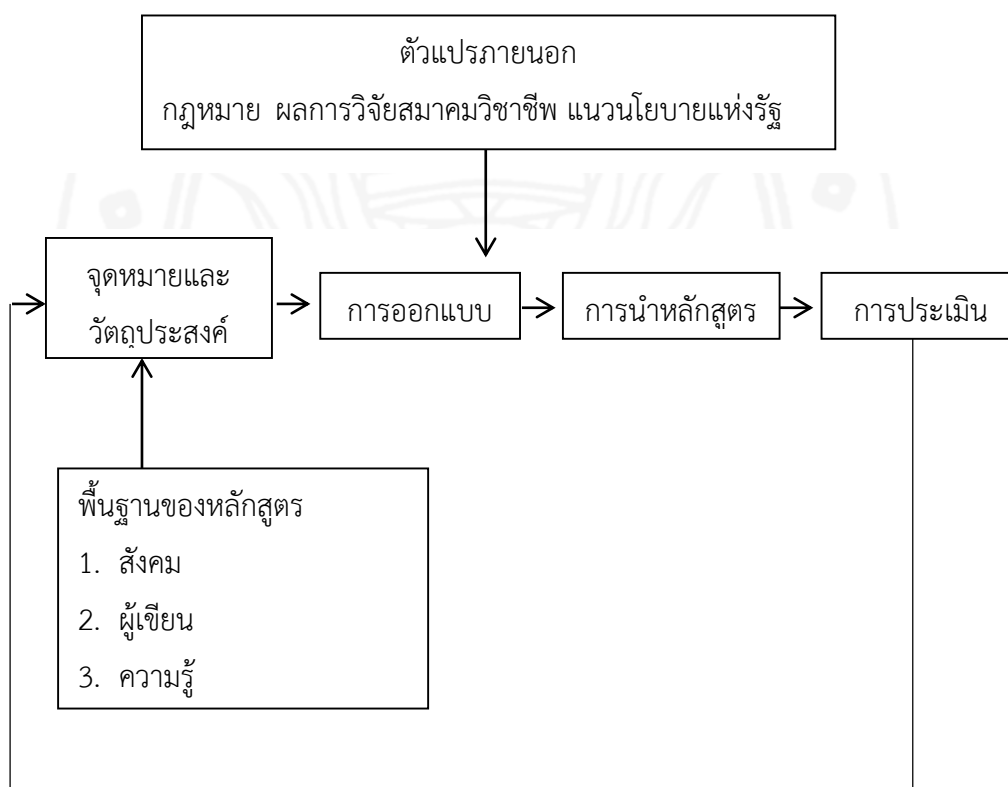 ตัวแปรภายนอก
กฎหมาย ผลการวิจัยสมาคมวิชาชีพ แนวนโยบายแห่งรัฐ
จุดหมายและ
วัตถุประสงค์
การออกแบบ
การนำหลักสูตร
การประเมิน
พื้นฐานของหลักสูตร
1. สังคม
2. ผู้เขียน
3. ความรู้